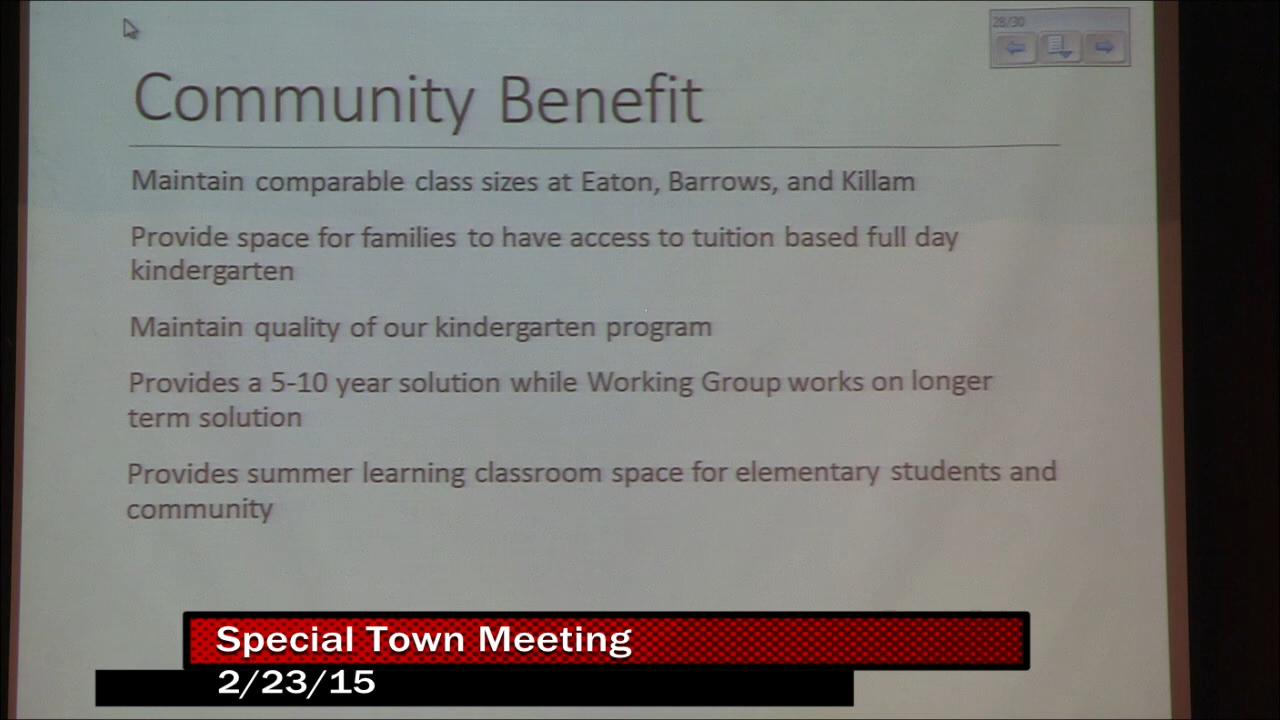 28/30
Community Benefit
Maintain comparable class sizes at Eaton, Barrows, and Killam
Provide space for families to have access to tuition based full day
kindergarten
Maintain quality of our kindergarten program
Provides a 5-10 year solution while Working Group works on longer
term solution
Provides summer learning classroom space for elementary students and
community
Special Town Meeting
2/23/15